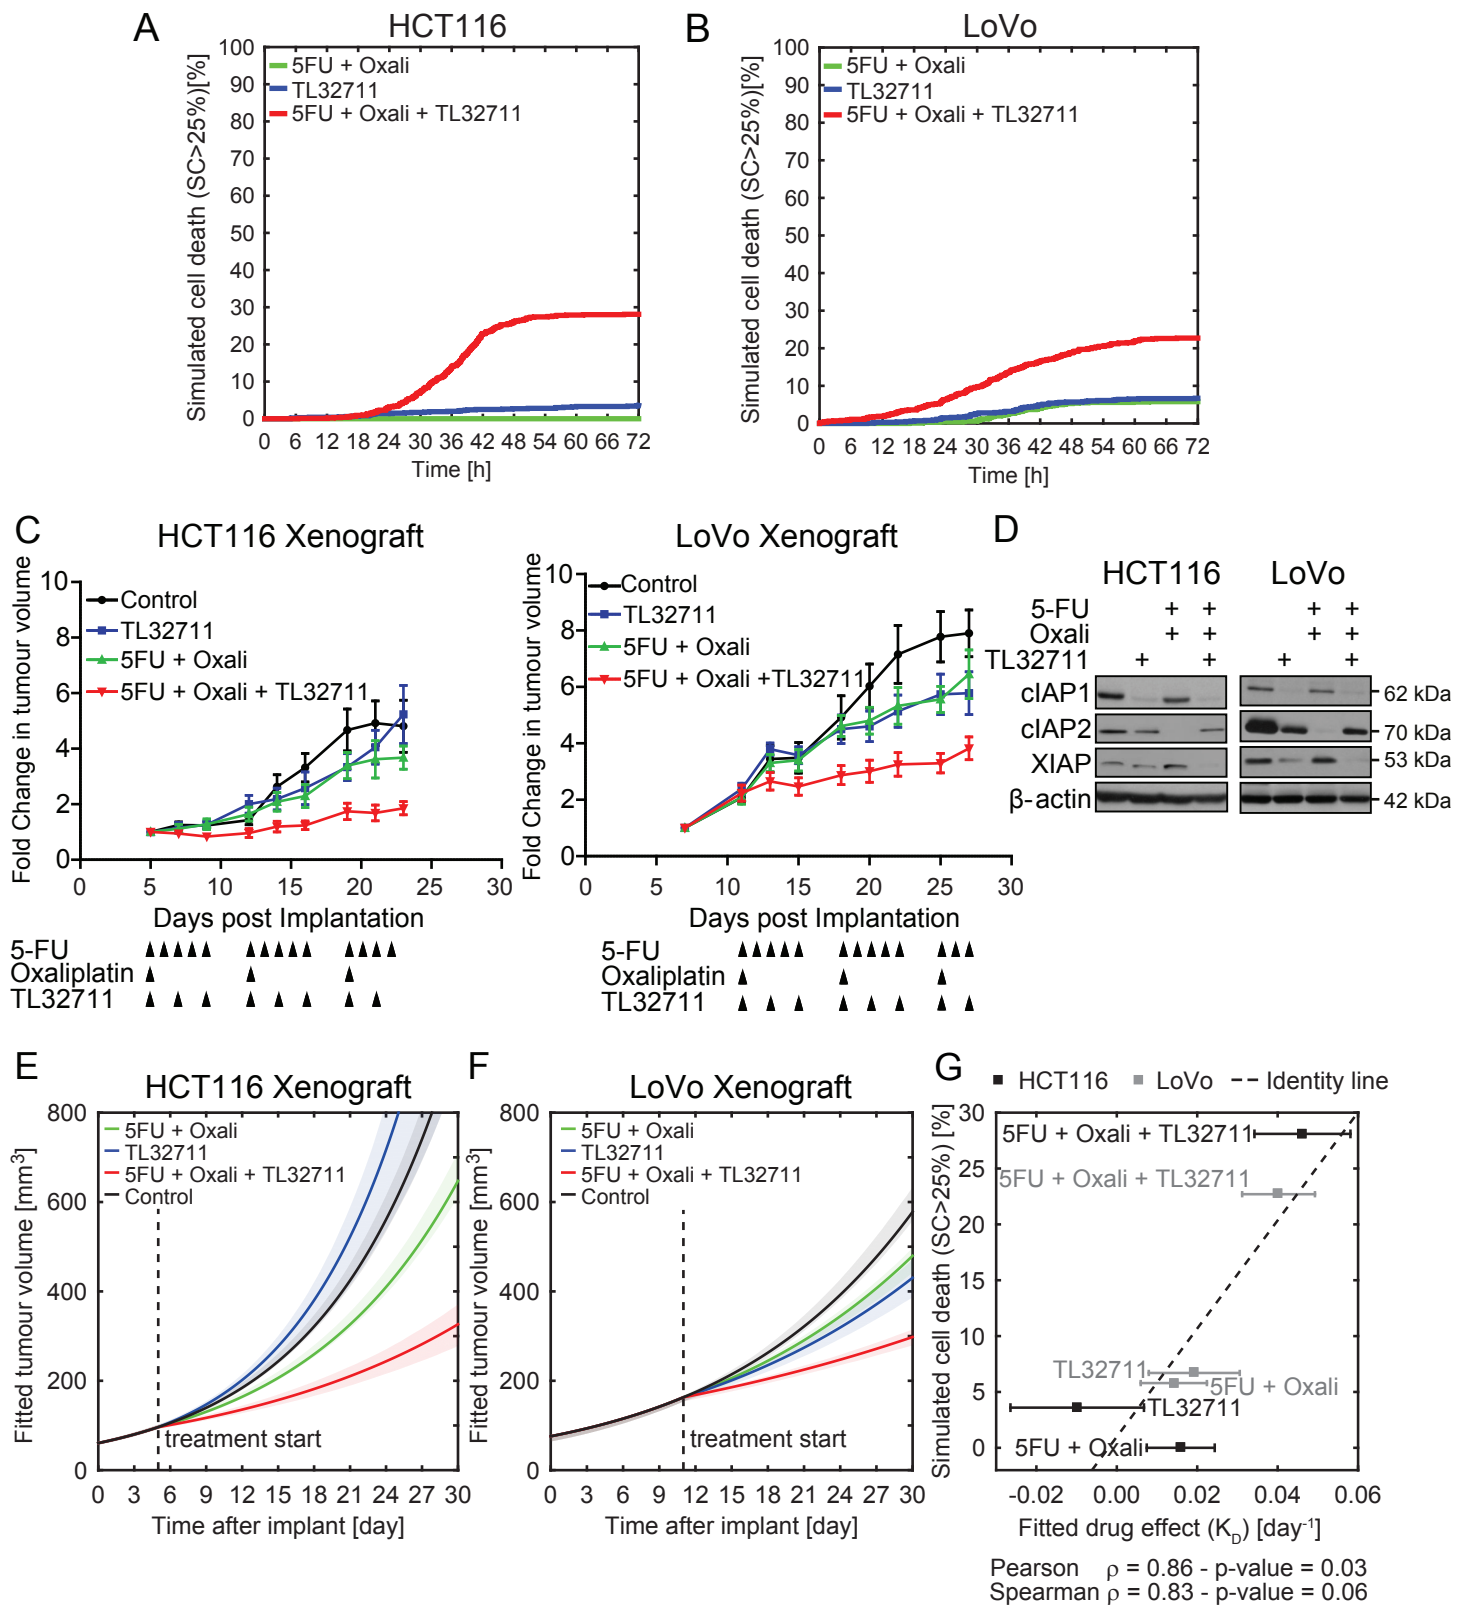 A
HCT116
Simulated cell death (SC>25%)[%]
100
90
80
70
60
50
40
30
20
10
0
5FU + Oxali
TL32711
5FU + Oxali + TL32711
0 6 12 18 24 30 36 42 48 54 60 66 72
Time [h]
B
LoVo
Simulated cell death (SC>25%)[%]
100
90
80
70
60
50
40
30
20
10
0
5FU + Oxali
TL32711
5FU + Oxali + TL32711
0 6 12 18 24 30 36 42 48 54 60 66 72
Time [h]
C
HCT116 Xenograft
Fold Change in tumour volume
10
8
6
4
2
0
Control
TL32711
5FU + Oxali
5FU + Oxali + TL32711
0 5 10 15 20 25 30
Days post Implantation
5-FU
Oxaliplatin
TL32711
LoVo Xenograft
Fold Change in tumour volume
10
8
6
4
2
0
Control
TL32711
5FU + Oxali
5FU + Oxali +TL32711
0 5 10 15 20 25 30
Days post Implantation
5-FU
Oxaliplatin
TL32711
D
HCT116 LoVo
5-FU + + + +
Oxali + + + +
TL32711 + + + +
cIAP1 62 kDa
cIAP2 70 kDa
XIAP 53 kDa
β-actin 42 kDa
E
HCT116 Xenograft
Fitted tumour volume [mm³]
800
600
400
200
0
5FU + Oxali
TL32711
5FU + Oxali + TL32711
Control
treatment start
0 3 6 9 12 15 18 21 24 27 30
Time after implant [day]
F
LoVo Xenograft
Fitted tumour volume [mm³]
800
600
400
200
0
5FU + Oxali
TL32711
5FU + Oxali + TL32711
Control
treatment start
0 3 6 9 12 15 18 21 24 27 30
Time after implant [day]
G
HCT116 LoVo Identity line
Simulated cell death (SC>25%) [%]
30
25
20
15
10
5
0
5FU + Oxali + TL32711
5FU + Oxali + TL32711
TL32711
5FU + Oxali
TL32711
5FU + Oxali
-0.02 0.00 0.02 0.04 0.06
Fitted drug effect (K_D) [day⁻¹]
Pearson ρ = 0.86 - p-value = 0.03
Spearman ρ = 0.83 - p-value = 0.06